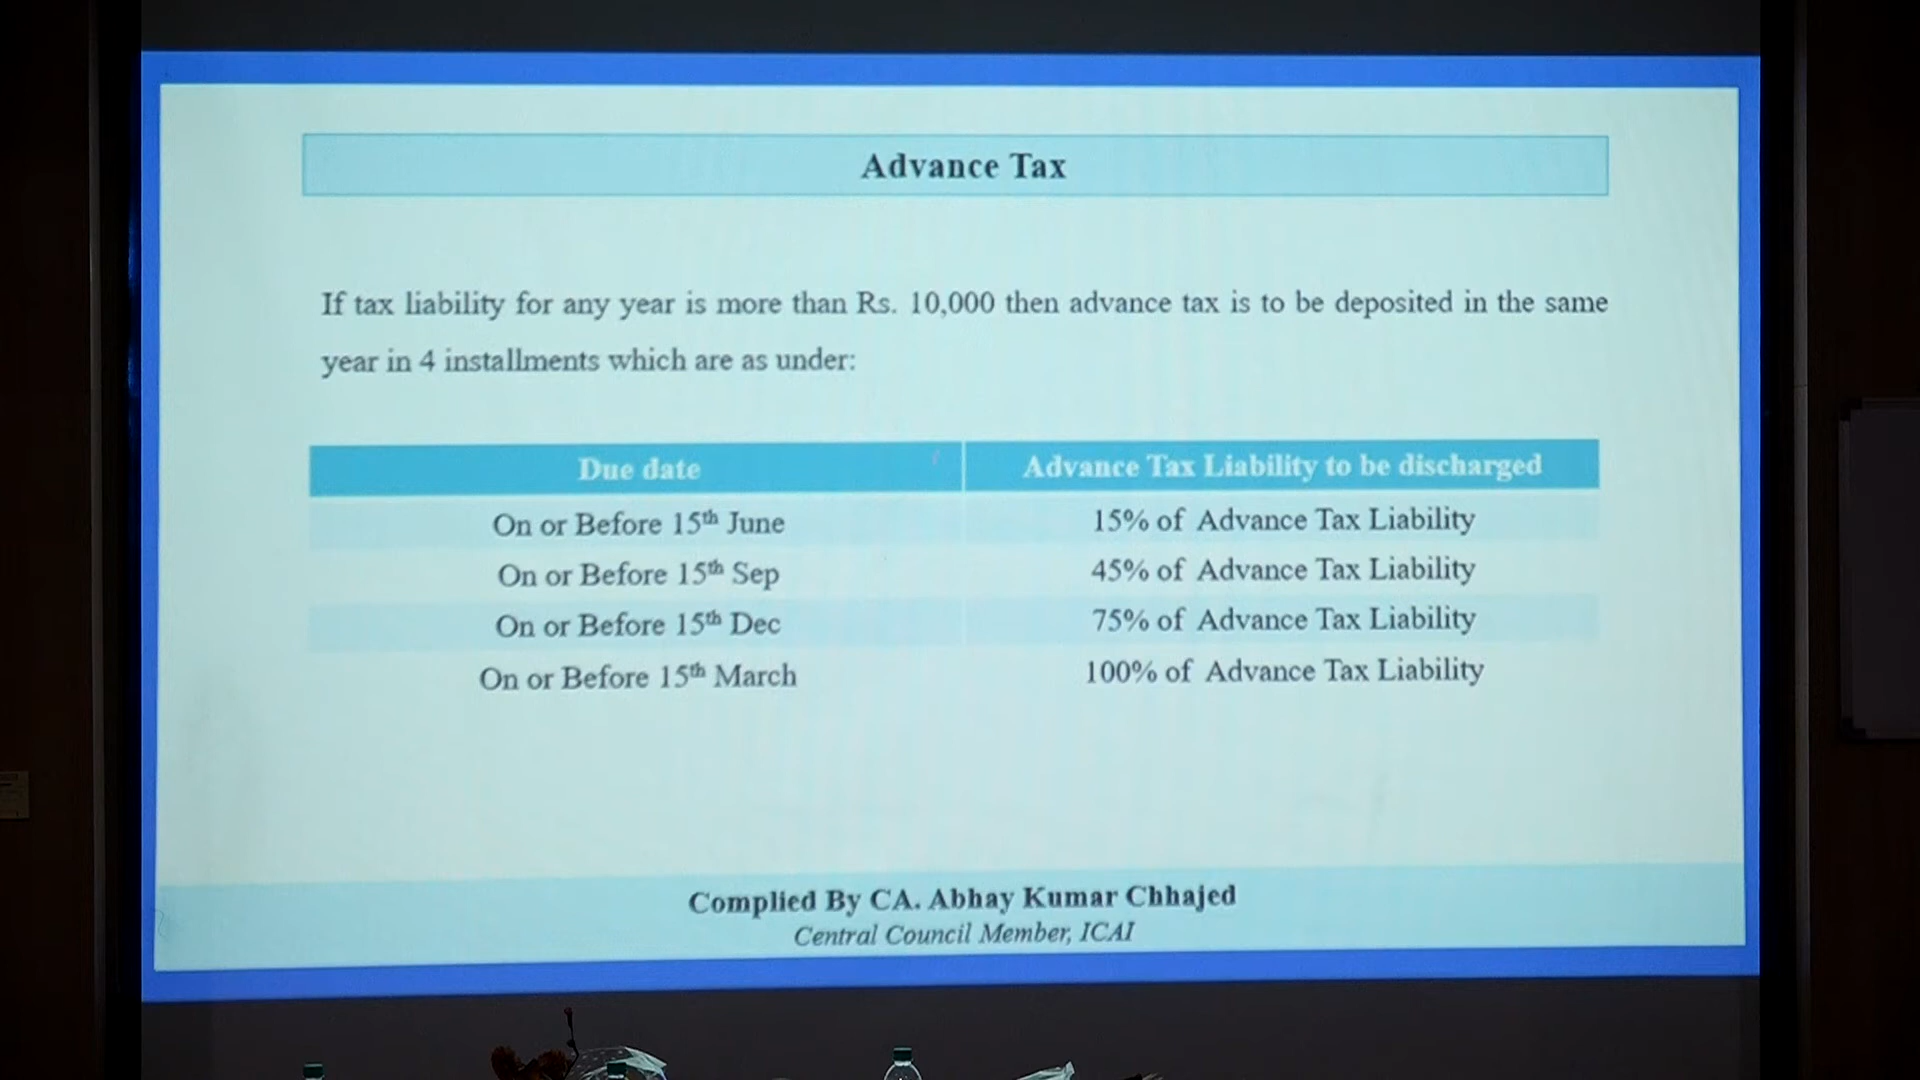 Advance Tax
If tax liability for any year is more than Rs. 10,000 then advance tax is to be deposited in the same
year in 4 installments which are as under:
Due date Advance Tax Liability to be discharged
On or Before 15th June 15% of Advance Tax Liability
On or Before 15th Sep 45% of Advance Tax Liability
On or Before 15th Dec 75% of Advance Tax Liability
On or Before 15th March 100% of Advance Tax Liability
Complied By CA. Abhay Kumar Chhajed
Central Council Member, ICAI